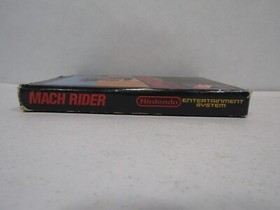 MACH RIDER
Nintendo
ENTERTAINMENT
SYSTEM